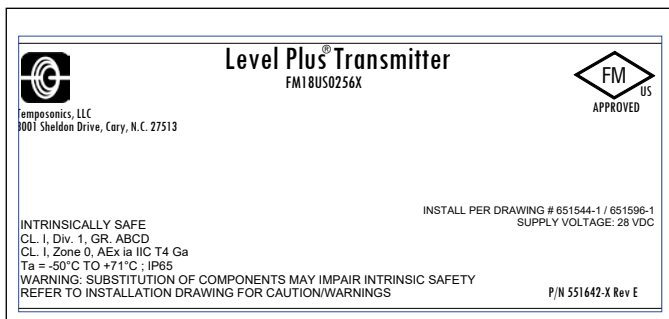 Level Plus® Transmitter
FM18US0256X
FM
US
APPROVED
Temposonics, LLC
3001 Sheldon Drive, Cary, N.C. 27513
INSTALL PER DRAWING # 651544-1 / 651596-1
SUPPLY VOLTAGE: 28 VDC
INTRINSICALLY SAFE
CL. I, Div. 1, GR. ABCD
CL. I, Zone 0, AEx ia IIC T4 Ga
Ta = -50°C TO +71°C ; IP65
WARNING: SUBSTITUTION OF COMPONENTS MAY IMPAIR INTRINSIC SAFETY
REFER TO INSTALLATION DRAWING FOR CAUTION/WARNINGS
P/N 551642-X Rev E